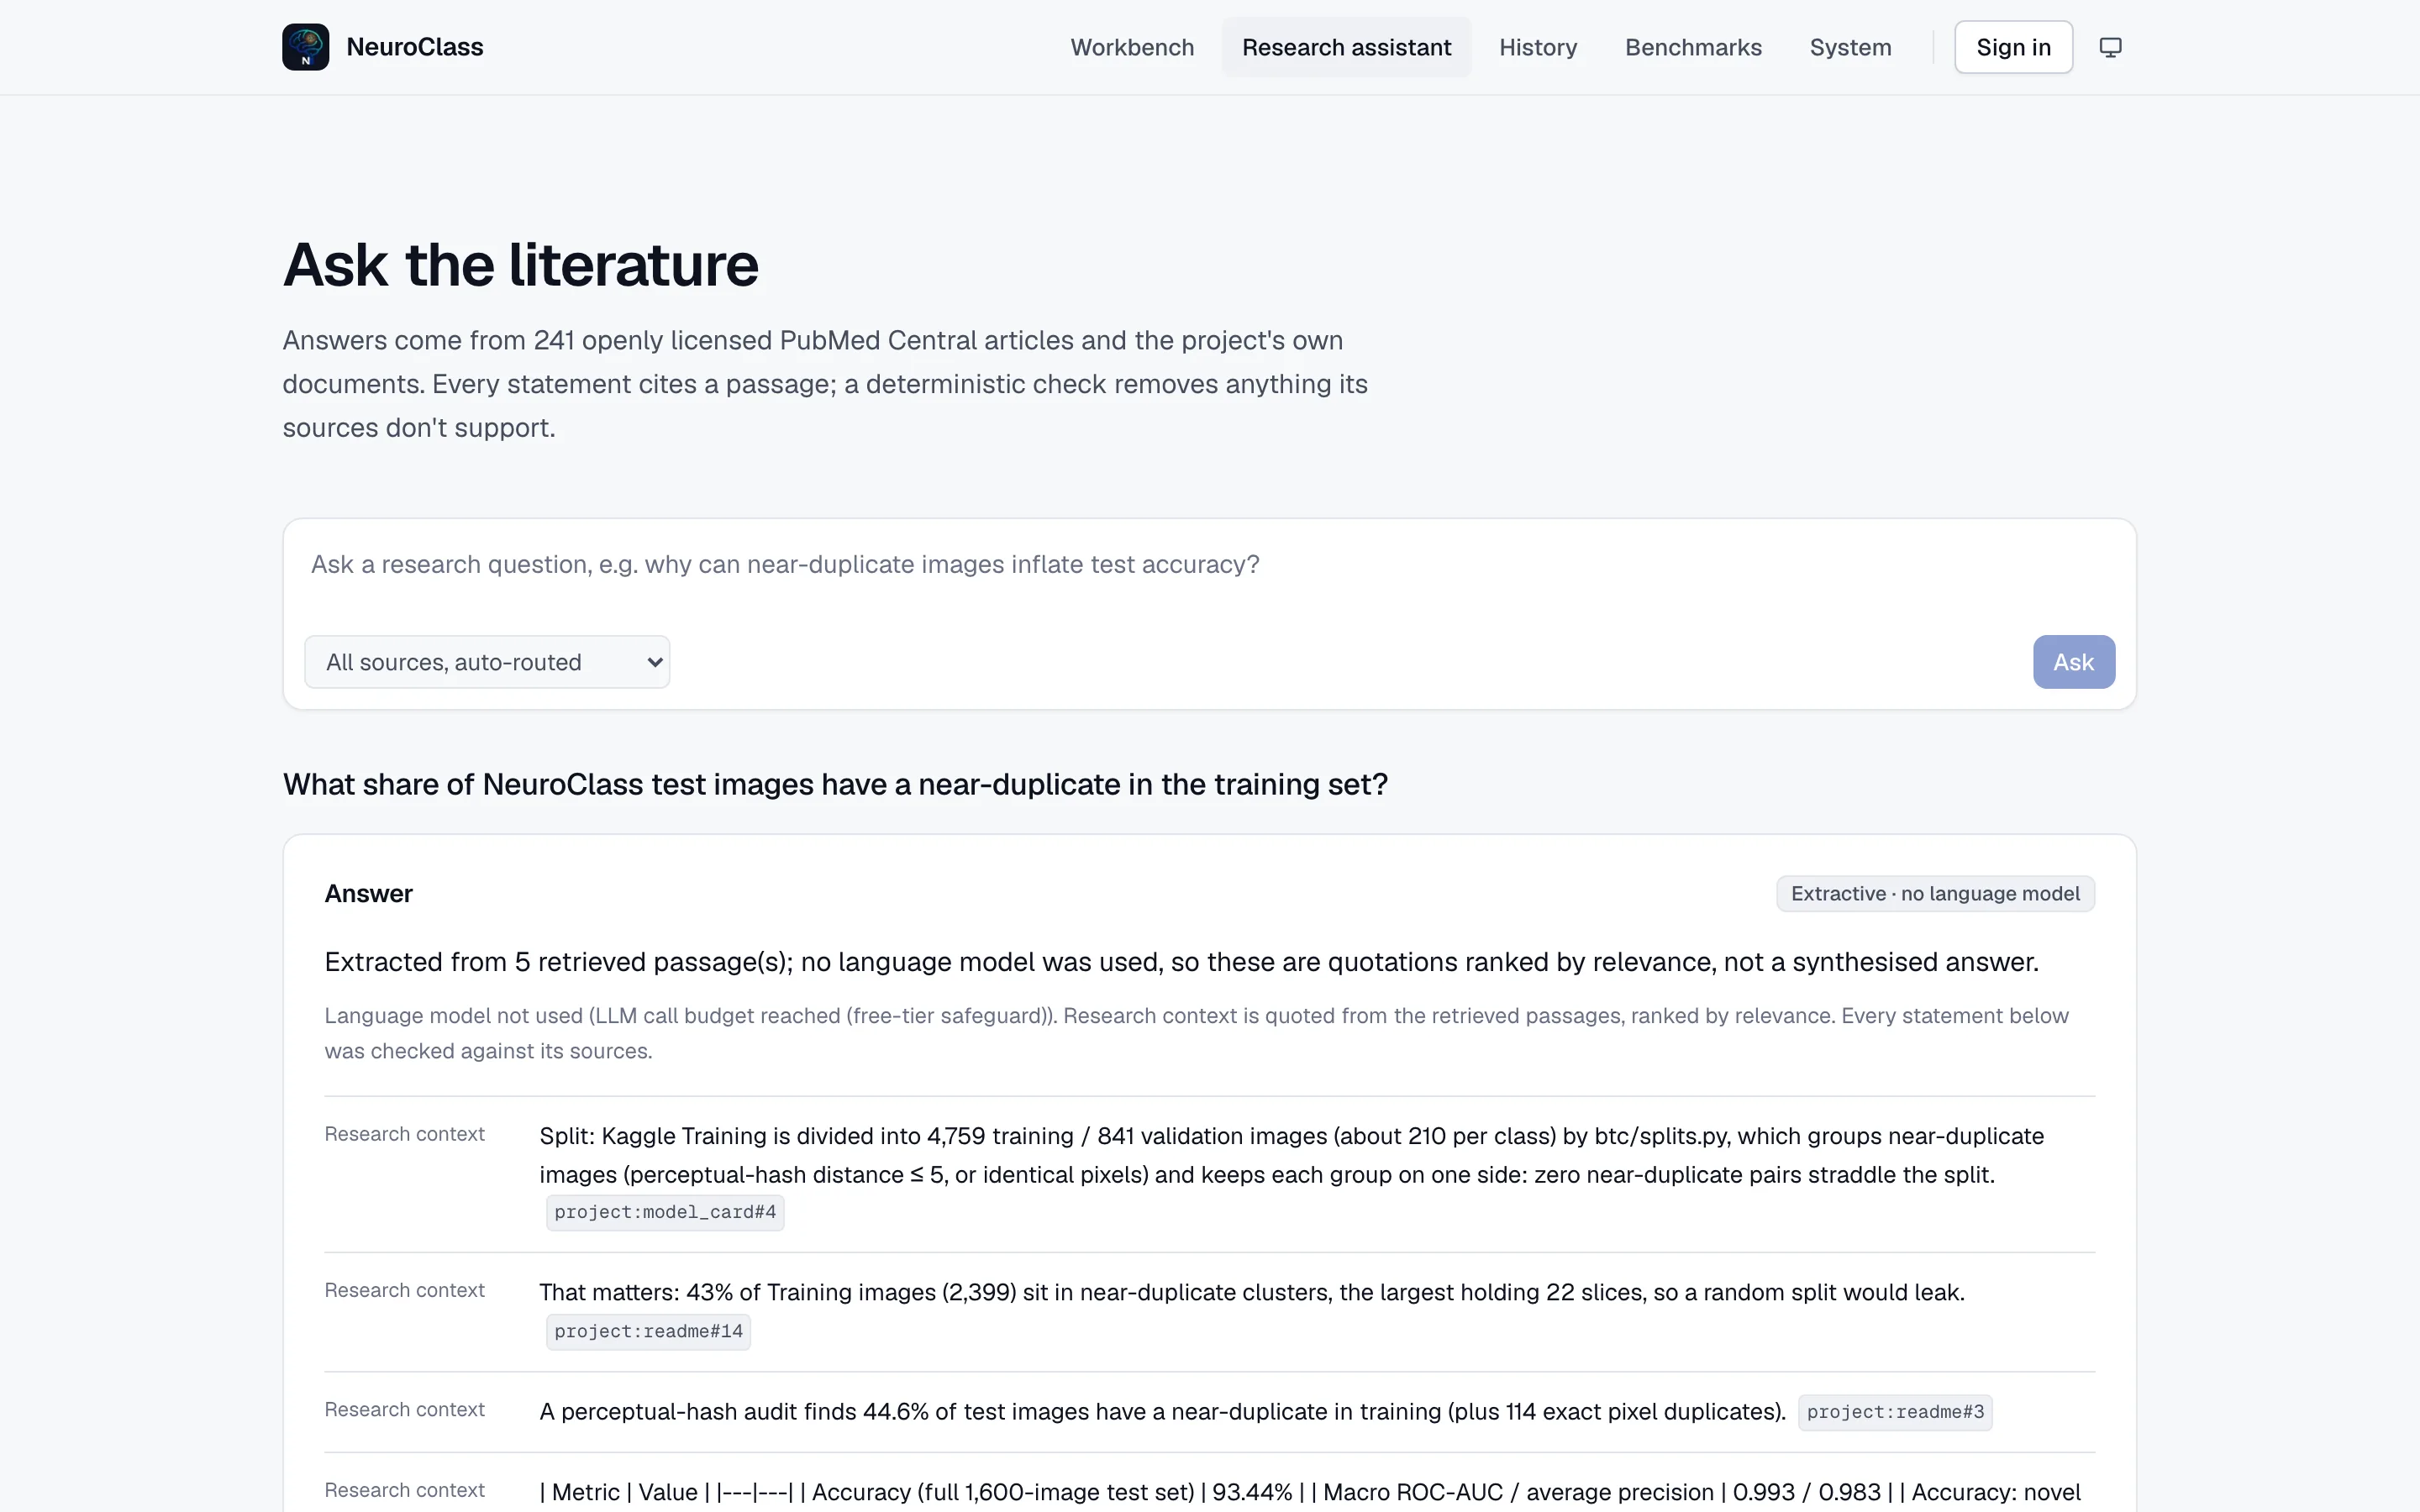 N
NeuroClass
Workbench
Research assistant
History
Benchmarks
System
Sign in
Ask the literature
Answers come from 241 openly licensed PubMed Central articles and the project's own
documents. Every statement cites a passage; a deterministic check removes anything its
sources don't support.
Ask a research question, e.g. why can near-duplicate images inflate test accuracy?
All sources, auto-routed
Ask
What share of NeuroClass test images have a near-duplicate in the training set?
Answer
Extractive · no language model
Extracted from 5 retrieved passage(s); no language model was used, so these are quotations ranked by relevance, not a synthesised answer.
Language model not used (LLM call budget reached (free-tier safeguard)). Research context is quoted from the retrieved passages, ranked by relevance. Every statement below
was checked against its sources.
Research context
Split: Kaggle Training is divided into 4,759 training / 841 validation images (about 210 per class) by btc/splits.py, which groups near-duplicate
images (perceptual-hash distance ≤ 5, or identical pixels) and keeps each group on one side: zero near-duplicate pairs straddle the split.
project:model_card#4
Research context
That matters: 43% of Training images (2,399) sit in near-duplicate clusters, the largest holding 22 slices, so a random split would leak.
project:readme#14
Research context
A perceptual-hash audit finds 44.6% of test images have a near-duplicate in training (plus 114 exact pixel duplicates). project:readme#3
Research context
| Metric | Value | |---|---| | Accuracy (full 1,600-image test set) | 93.44% | | Macro ROC-AUC / average precision | 0.993 / 0.983 | | Accuracy: novel